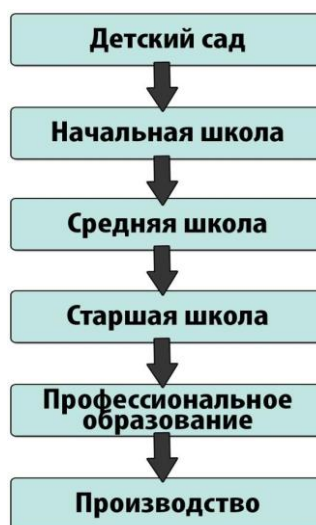 Детский сад
Начальная школа
Средняя школа
Старшая школа
Профессиональное
образование
Производство